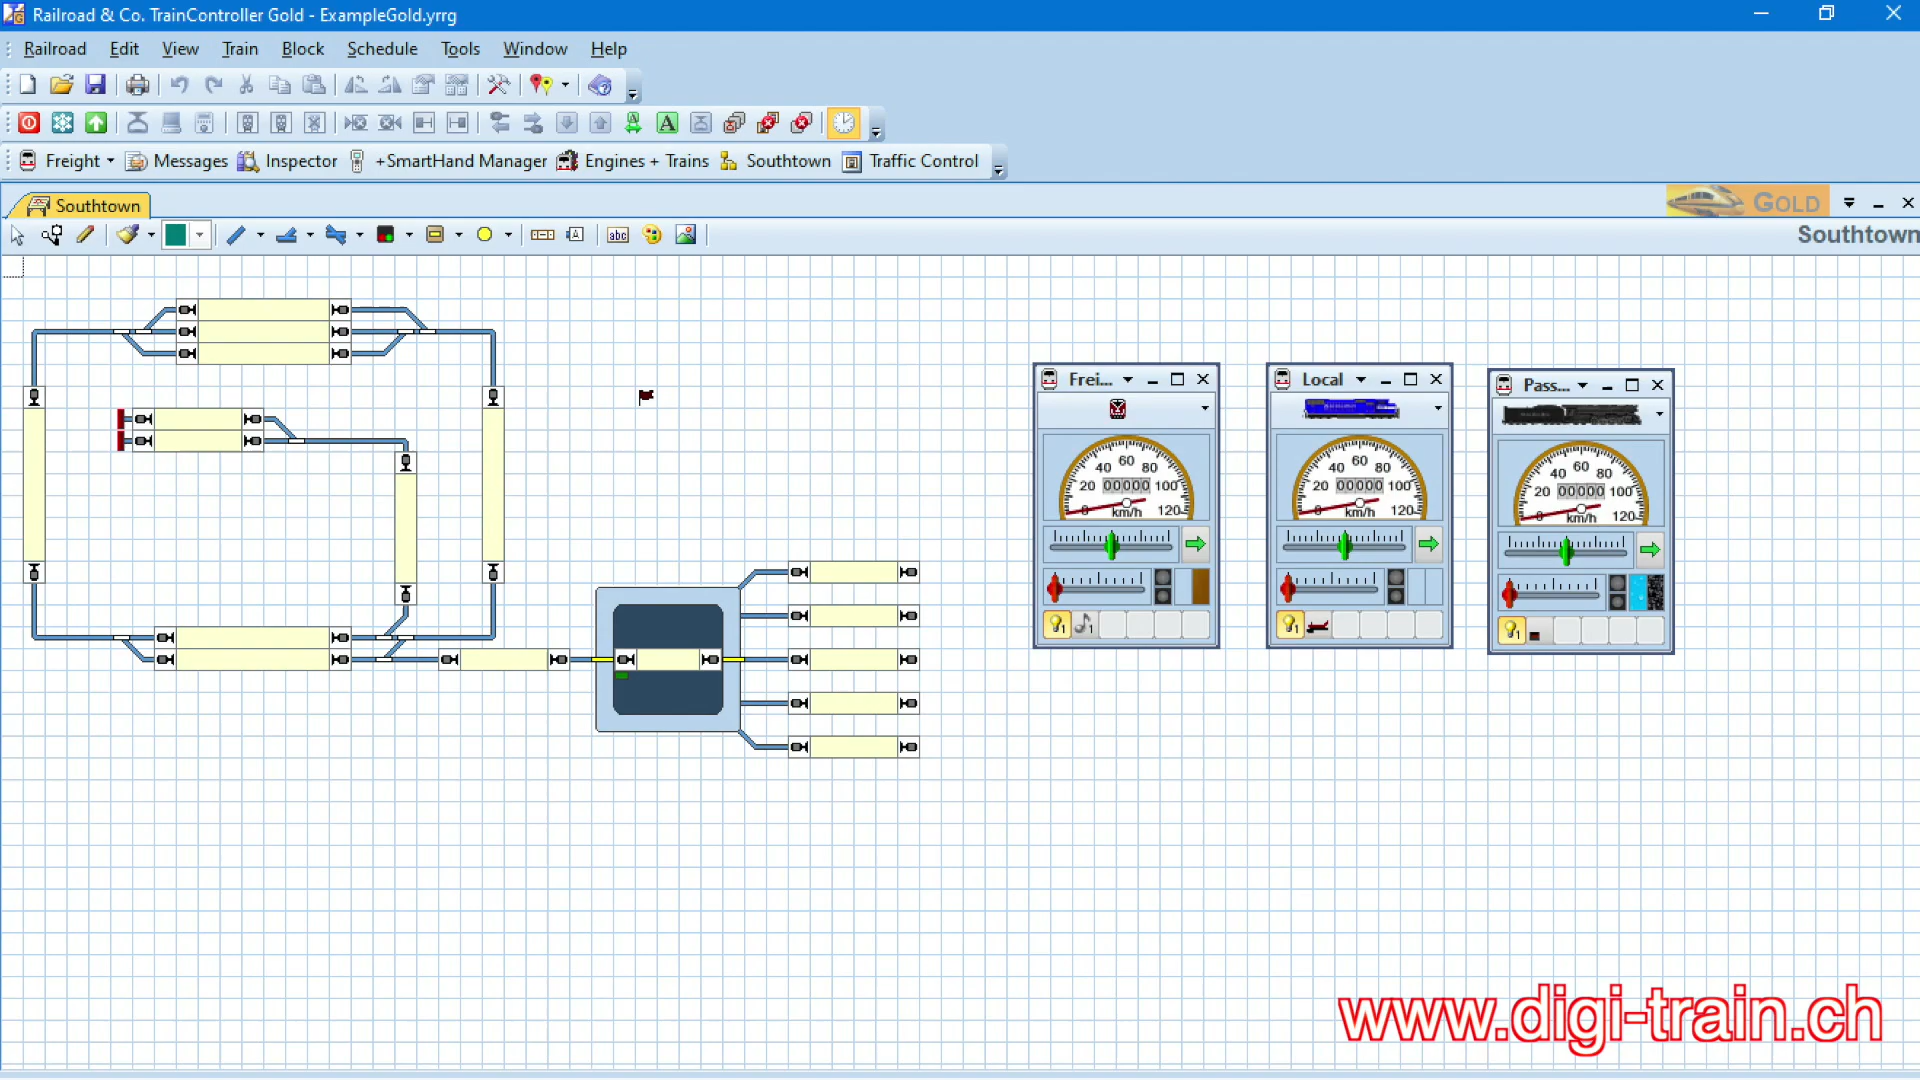 Railroad & Co. TrainController Gold - ExampleGold.yrrg
Railroad Edit View Train Block Schedule Tools Window Help
Freight Messages Inspector +SmartHand Manager Engines + Trains Southtown Traffic Control
Southtown
GOLD
abc
Southtown
Frei...
20 40 60 80 100 120
00000
km/h
Local
20 40 60 80 100 120
00000
km/h
Pass...
20 40 60 80 100 120
00000
km/h
www.digi-train.ch